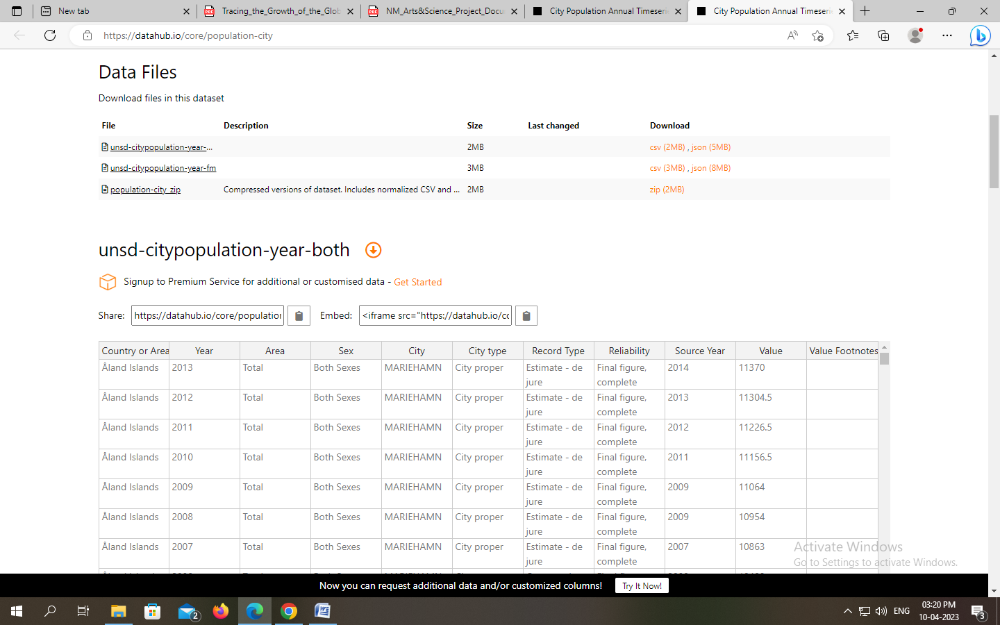 New tab
Tracing_the_Growth_of_the_Glob
NM_Arts&Science_Project_Docu
City Population Annual Timeserie
City Population Annual Timeserie
https://datahub.io/core/population-city
Data Files
Download files in this dataset
File Description Size Last changed Download
unsd-citypopulation-year-... 2MB csv (2MB) , json (5MB)
unsd-citypopulation-year-fm 3MB csv (3MB) , json (8MB)
population-city_zip Compressed versions of dataset. Includes normalized CSV and ... 2MB zip (2MB)
unsd-citypopulation-year-both
Signup to Premium Service for additional or customised data - Get Started
Share: https://datahub.io/core/population Embed: <iframe src="https://datahub.io/co
Country or Area Year Area Sex City City type Record Type Reliability Source Year Value Value Footnotes
Åland Islands 2013 Total Both Sexes MARIEHAMN City proper Estimate - de jure Final figure, complete 2014 11370
Åland Islands 2012 Total Both Sexes MARIEHAMN City proper Estimate - de jure Final figure, complete 2013 11304.5
Åland Islands 2011 Total Both Sexes MARIEHAMN City proper Estimate - de jure Final figure, complete 2012 11226.5
Åland Islands 2010 Total Both Sexes MARIEHAMN City proper Estimate - de jure Final figure, complete 2011 11156.5
Åland Islands 2009 Total Both Sexes MARIEHAMN City proper Estimate - de jure Final figure, complete 2009 11064
Åland Islands 2008 Total Both Sexes MARIEHAMN City proper Estimate - de jure Final figure, complete 2009 10954
Åland Islands 2007 Total Both Sexes MARIEHAMN City proper Estimate - de jure Final figure, complete 2007 10863
Activate Windows
Go to Settings to activate Windows.
Now you can request additional data and/or customized columns! Try It Now!
2
ENG
03:20 PM
10-04-2023
3